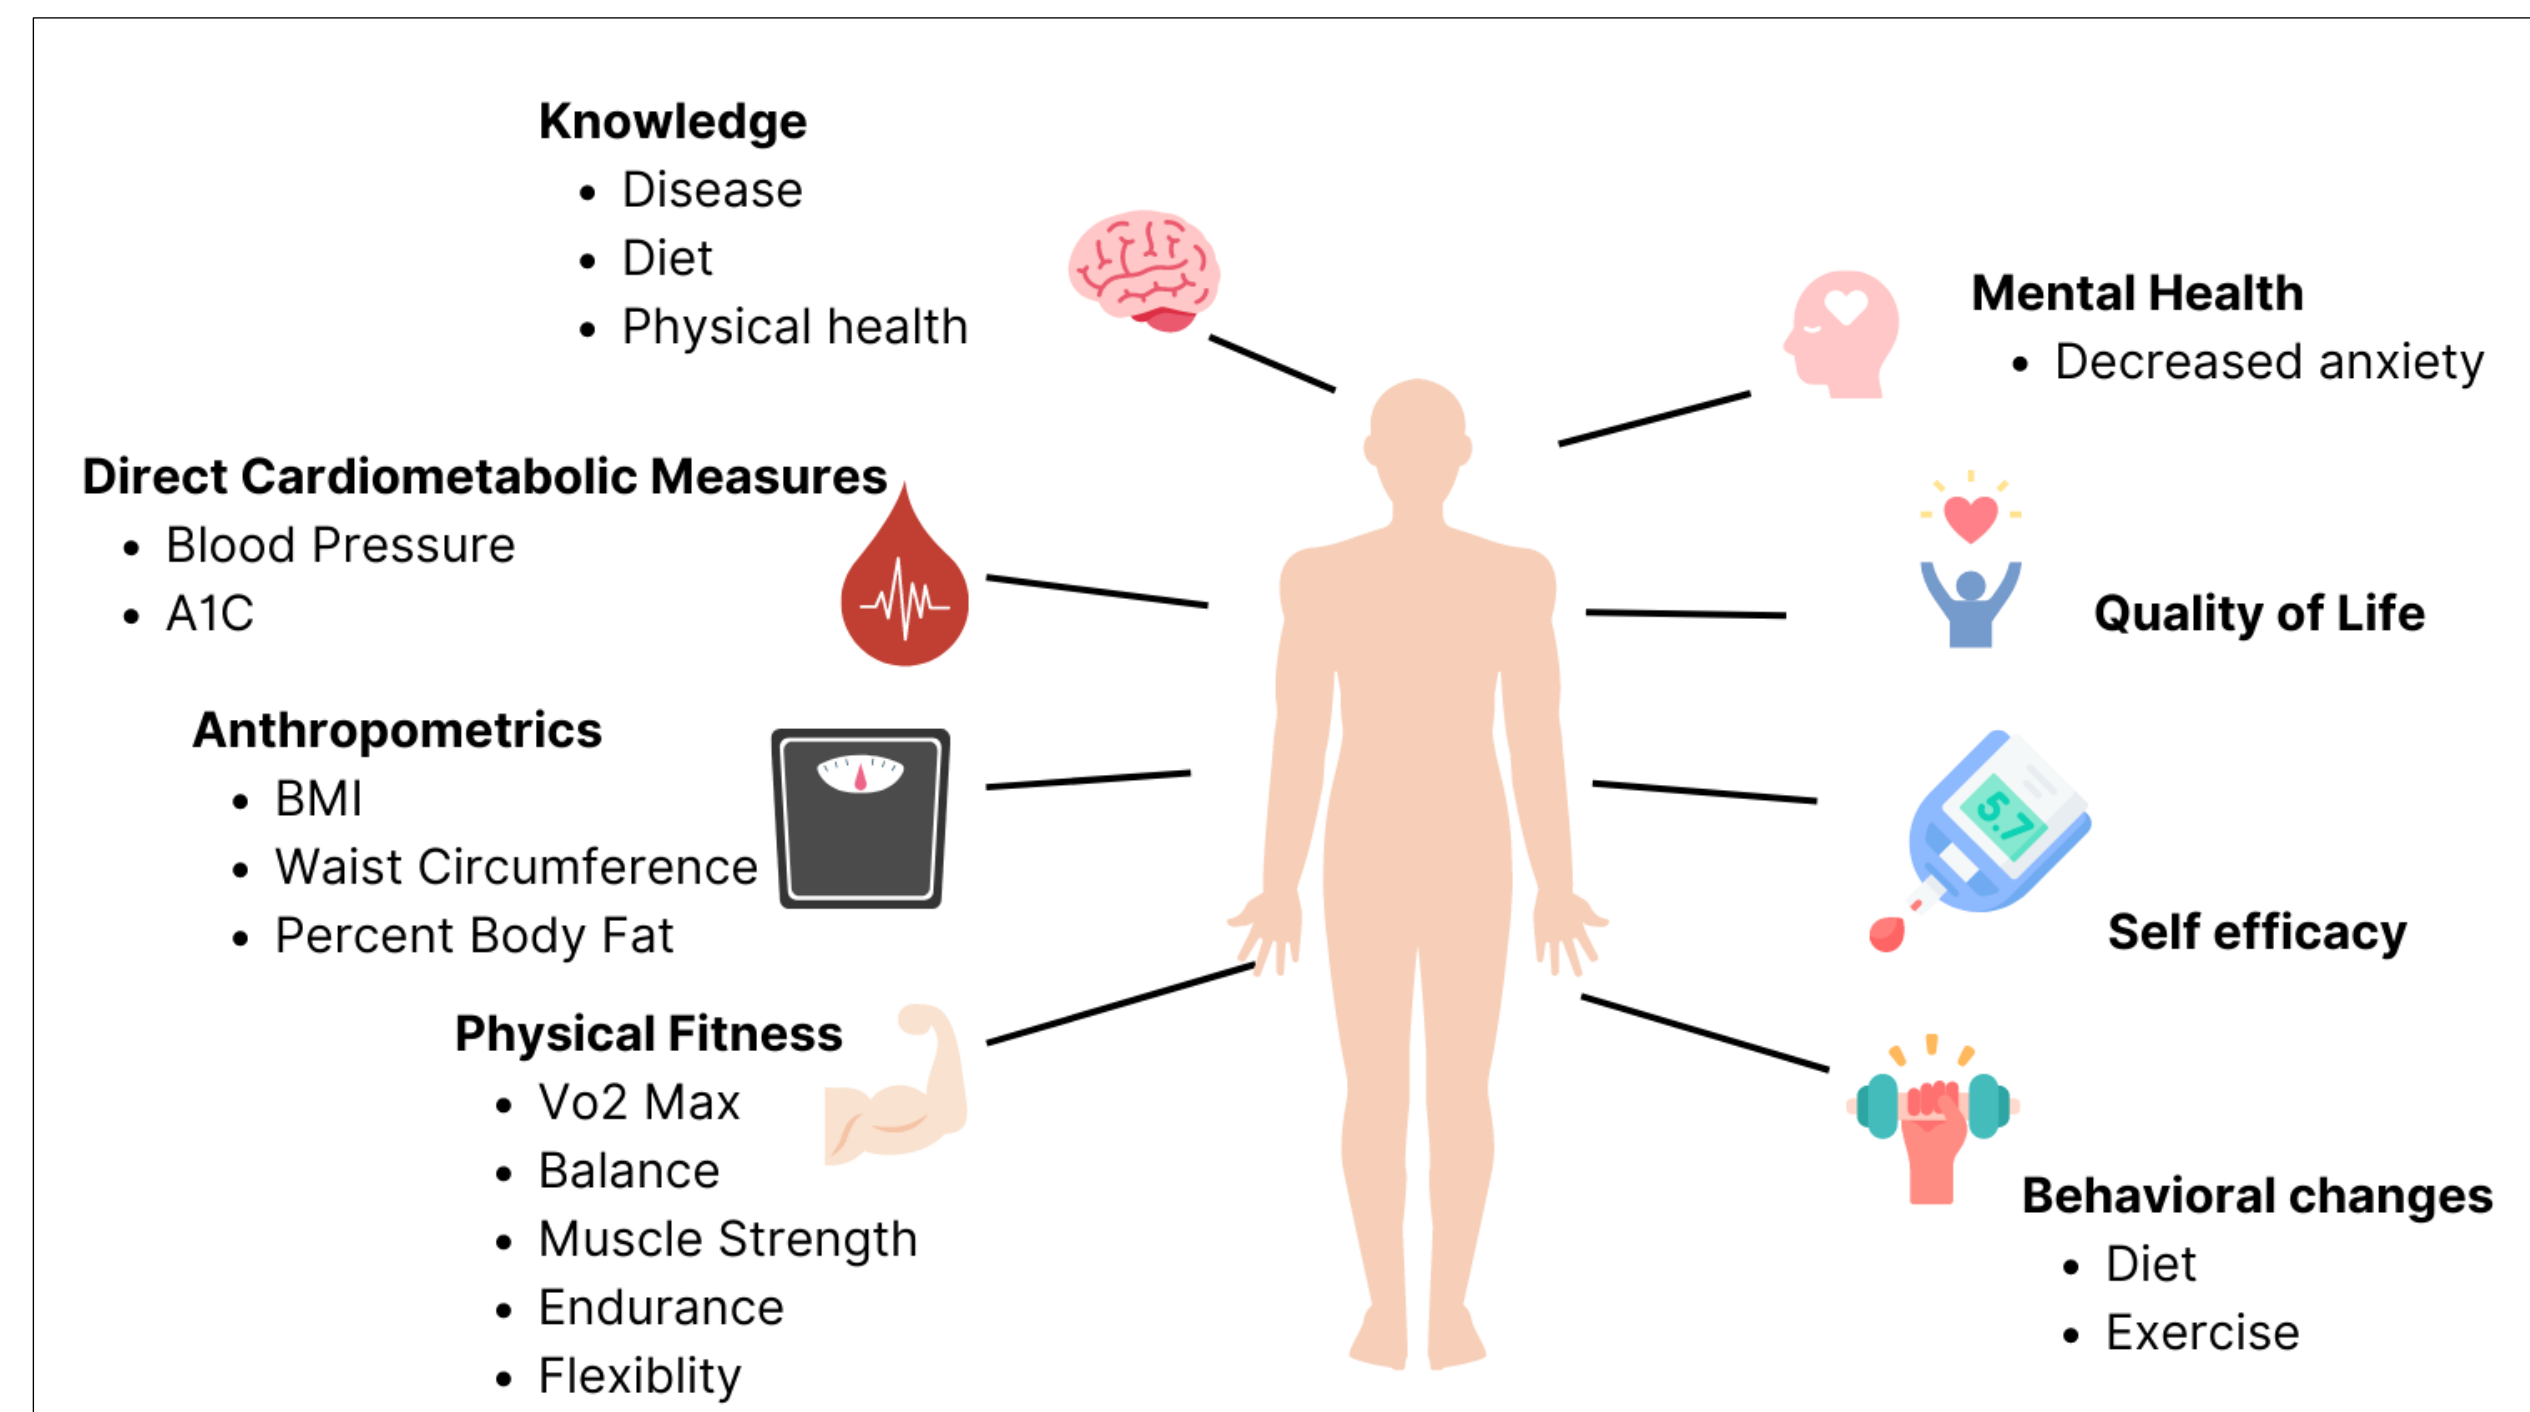 Knowledge
• Disease
• Diet
• Physical health
Direct Cardiometabolic Measures
• Blood Pressure
• A1C
Anthropometrics
• BMI
• Waist Circumference
• Percent Body Fat
Physical Fitness
• Vo2 Max
• Balance
• Muscle Strength
• Endurance
• Flexiblity
Mental Health
• Decreased anxiety
Quality of Life
5.7
Self efficacy
Behavioral changes
• Diet
• Exercise